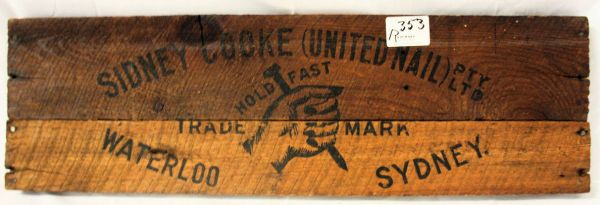 353
SIDNEY COOKE (UNITED NAIL) PTY LTD
HOLD FAST
TRADE MARK
WATERLOO SYDNEY.